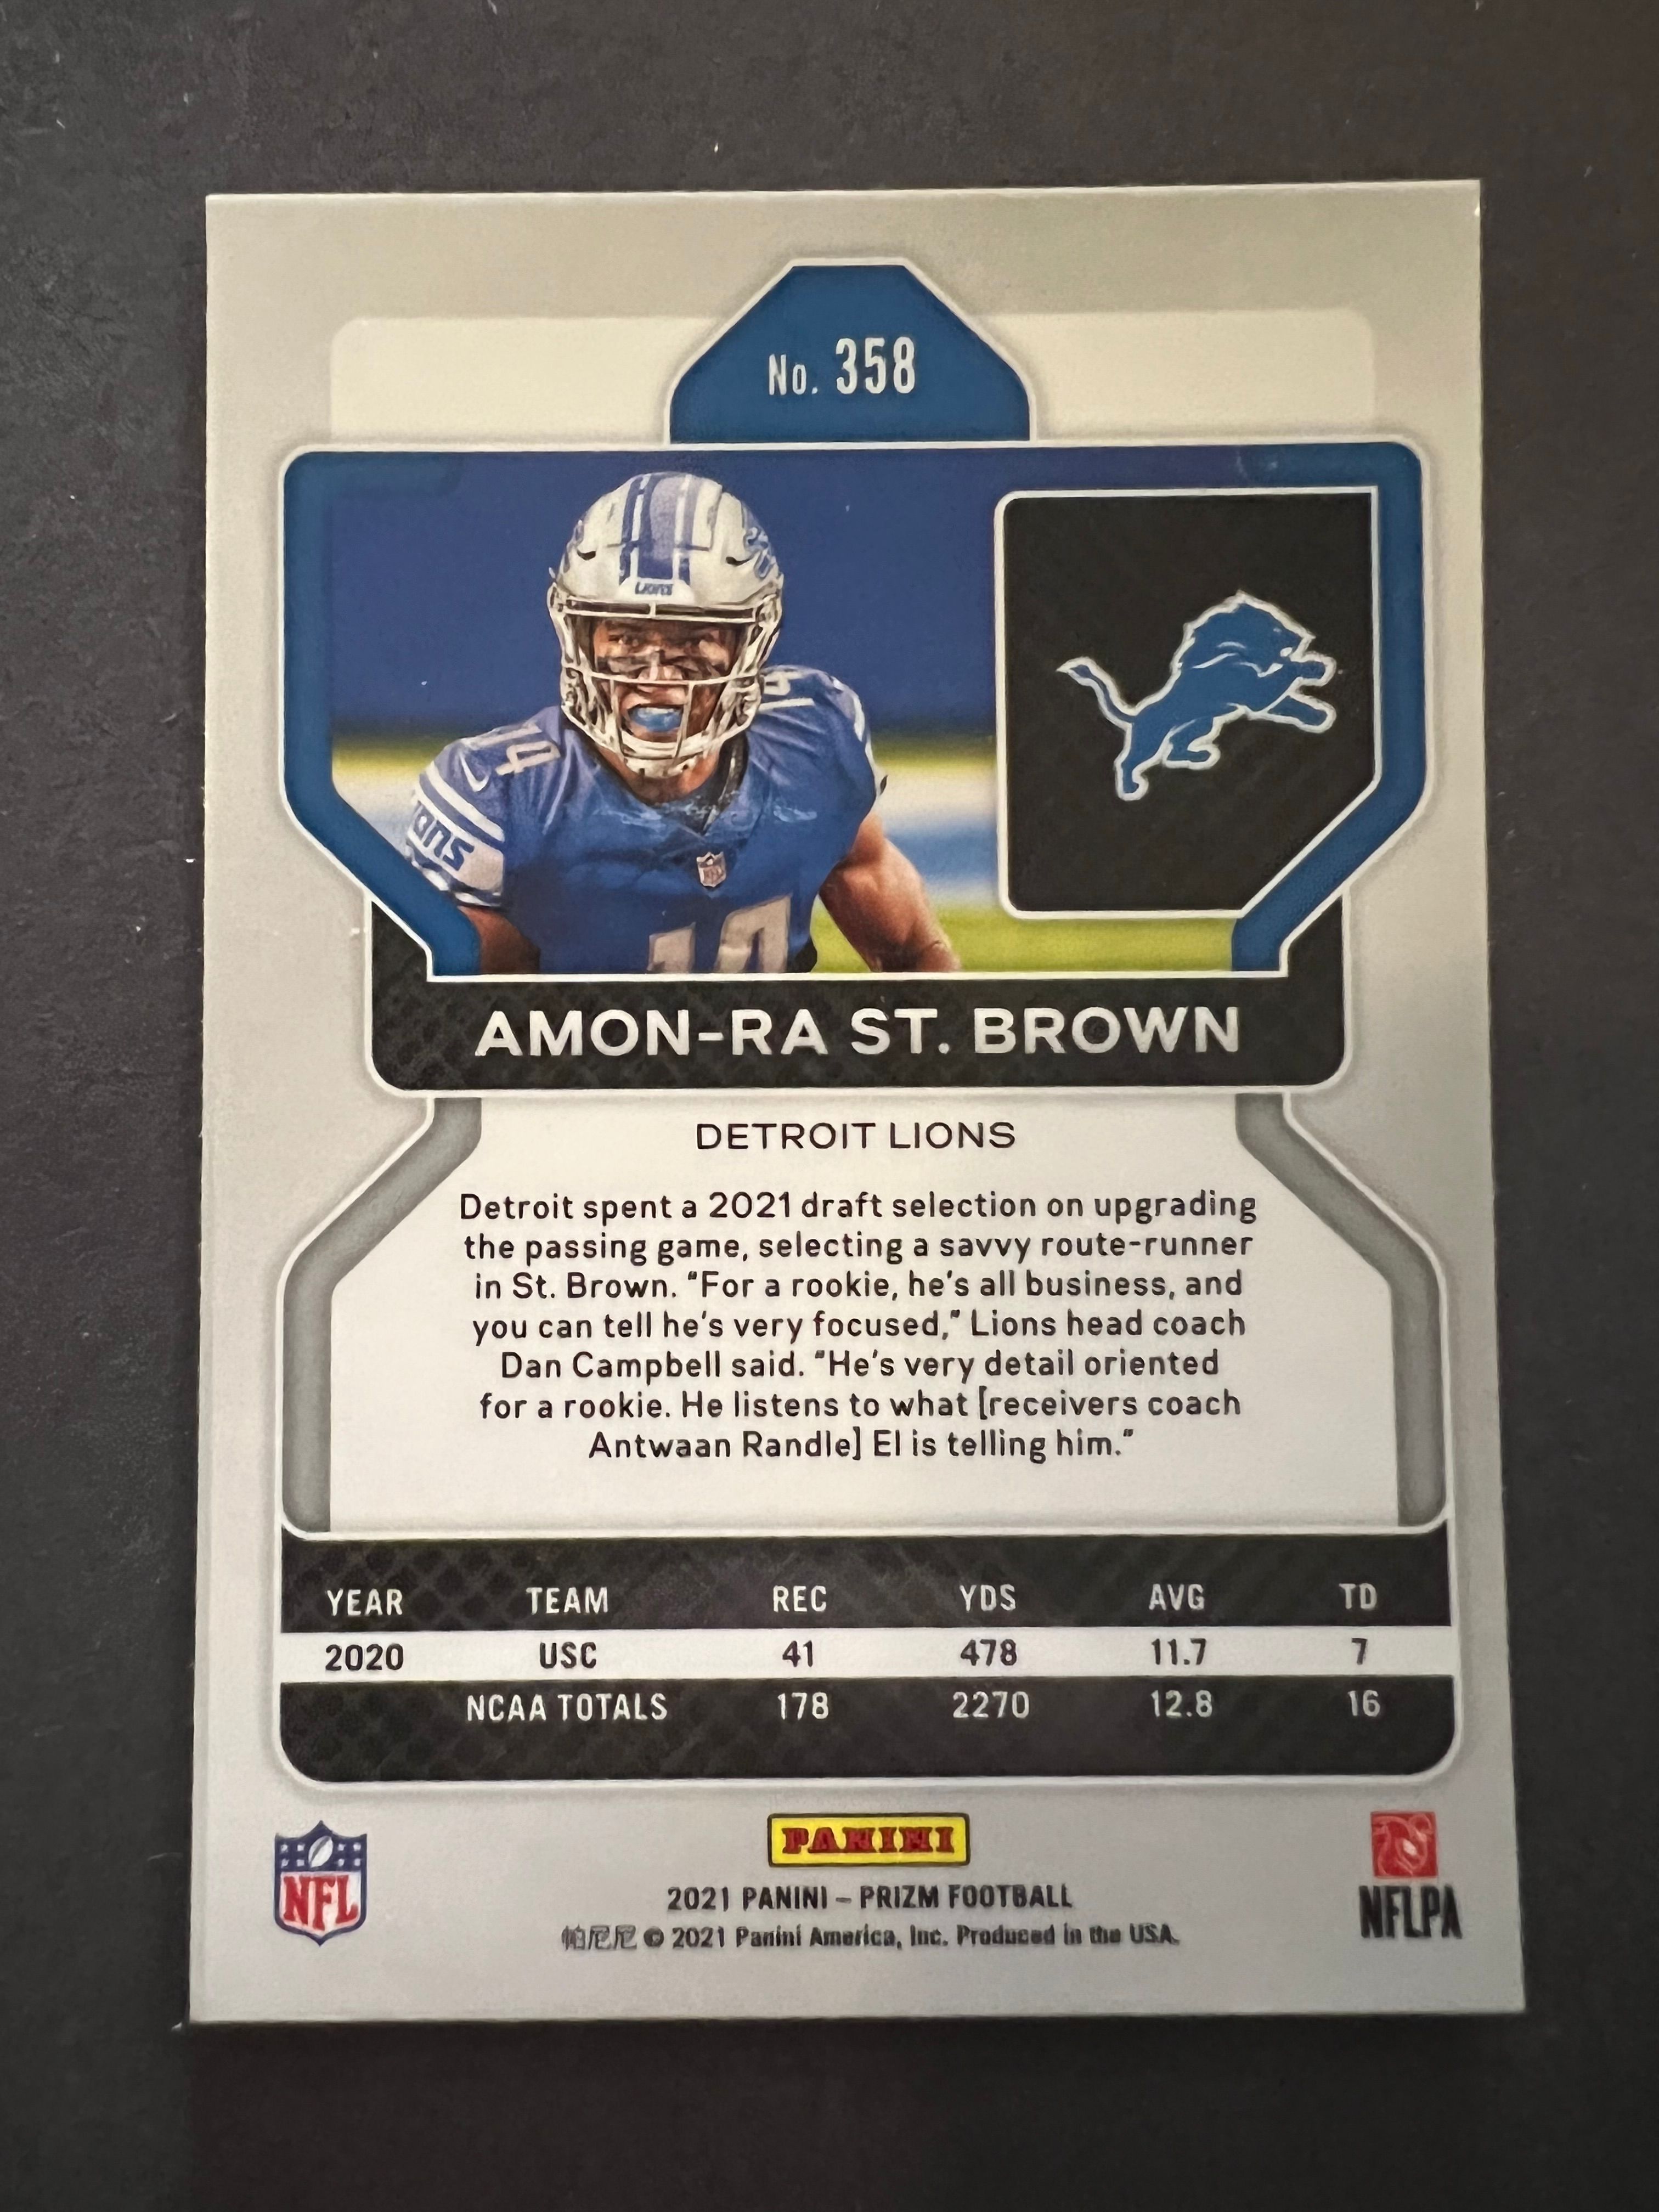 No. 358
LIONS
14
ons
14
AMON-RA ST. BROWN
DETROIT LIONS
Detroit spent a 2021 draft selection on upgrading
the passing game, selecting a savvy route-runner
in St. Brown. "For a rookie, he's all business, and
you can tell he's very focused," Lions head coach
Dan Campbell said. "He's very detail oriented
for a rookie. He listens to what [receivers coach
Antwaan Randle] El is telling him."
YEAR TEAM REC YDS AVG TD
2020 USC 41 478 11.7 7
NCAA TOTALS 178 2270 12.8 16
NFL
PANINI
NFLPA
2021 PANINI – PRIZM FOOTBALL
帕尼尼 © 2021 Panini America, Inc. Produced in the USA.